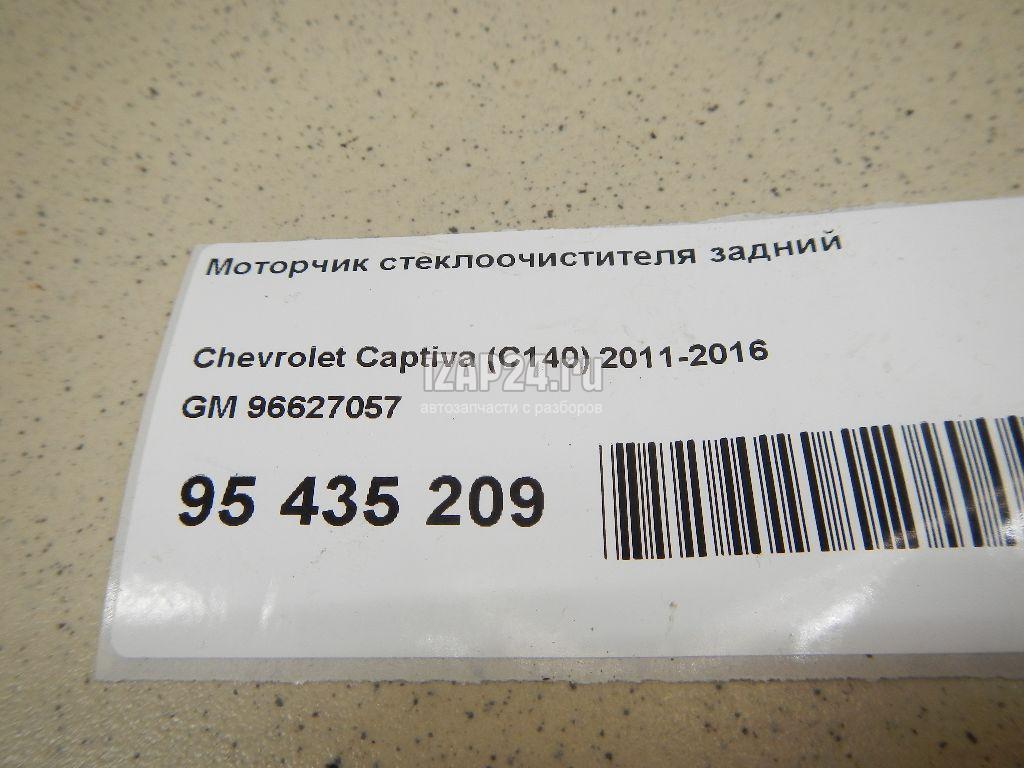 Моторчик стеклоочистителя задний
Chevrolet Captiva (C140) 2011-2016
IZAP24.ru
GM 96627057
автозапчасти с разборов
95 435 209